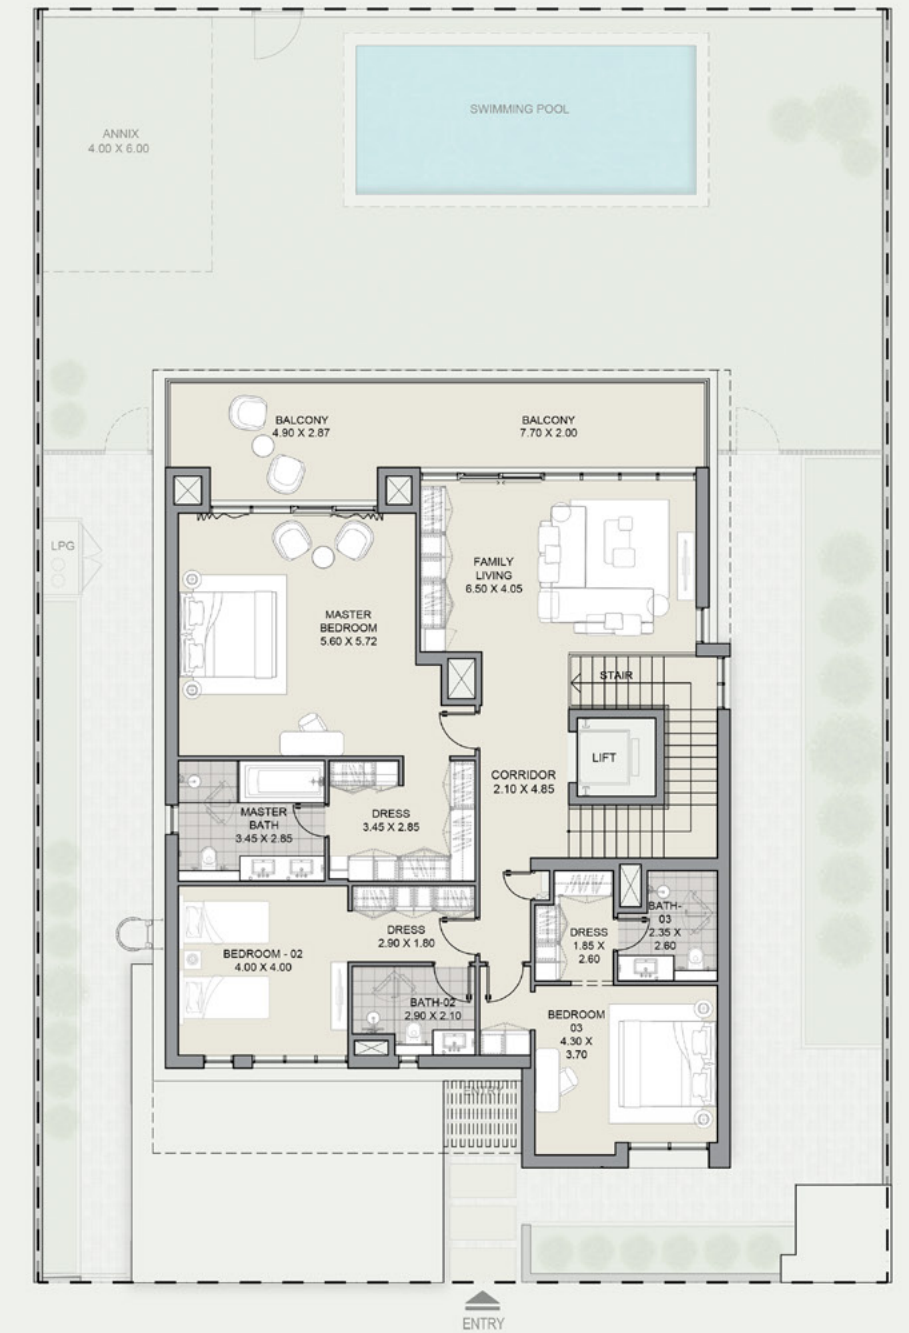 SWIMMING POOL
ANNIX
4.00 X 6.00
BALCONY
4.90 X 2.87
BALCONY
7.70 X 2.00
LPG
FAMILY
LIVING
6.50 X 4.05
MASTER
BEDROOM
5.60 X 5.72
STAIR
LIFT
CORRIDOR
2.10 X 4.85
MASTER
BATH
3.45 X 2.85
DRESS
3.45 X 2.85
BATH-
03
2.35 X
2.60
DRESS
2.90 X 1.80
DRESS
1.85 X
2.60
BEDROOM - 02
4.00 X 4.00
BATH-02
2.90 X 2.10
BEDROOM
03
4.30 X
3.70
ENTRY
ENTRY